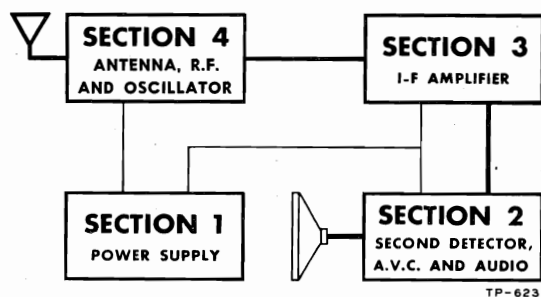 SECTION 4
ANTENNA, R.F.
AND OSCILLATOR
SECTION 3
I-F AMPLIFIER
SECTION 1
POWER SUPPLY
SECTION 2
SECOND DETECTOR,
A.V.C. AND AUDIO
TP-623